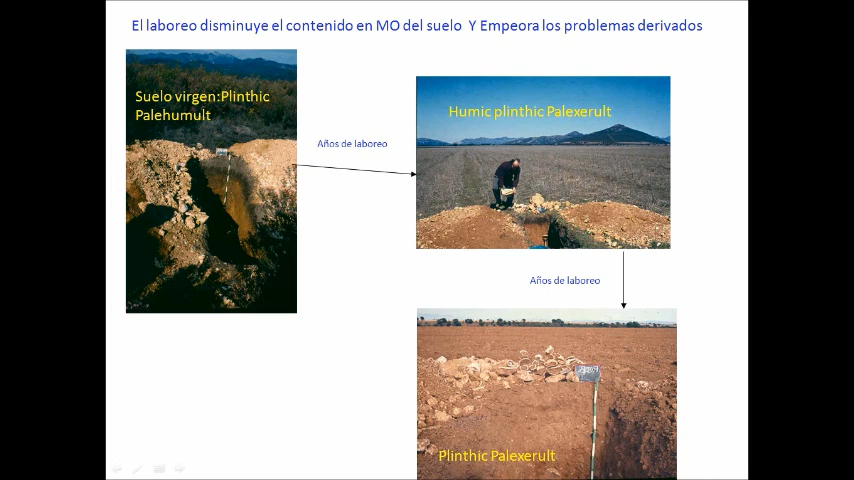 El laboreo disminuye el contenido en MO del suelo Y Empeora los problemas derivados
Suelo virgen:Plinthic
Palehumult
Años de laboreo
Humic plinthic Palexerult
Años de laboreo
Plinthic Palexerult